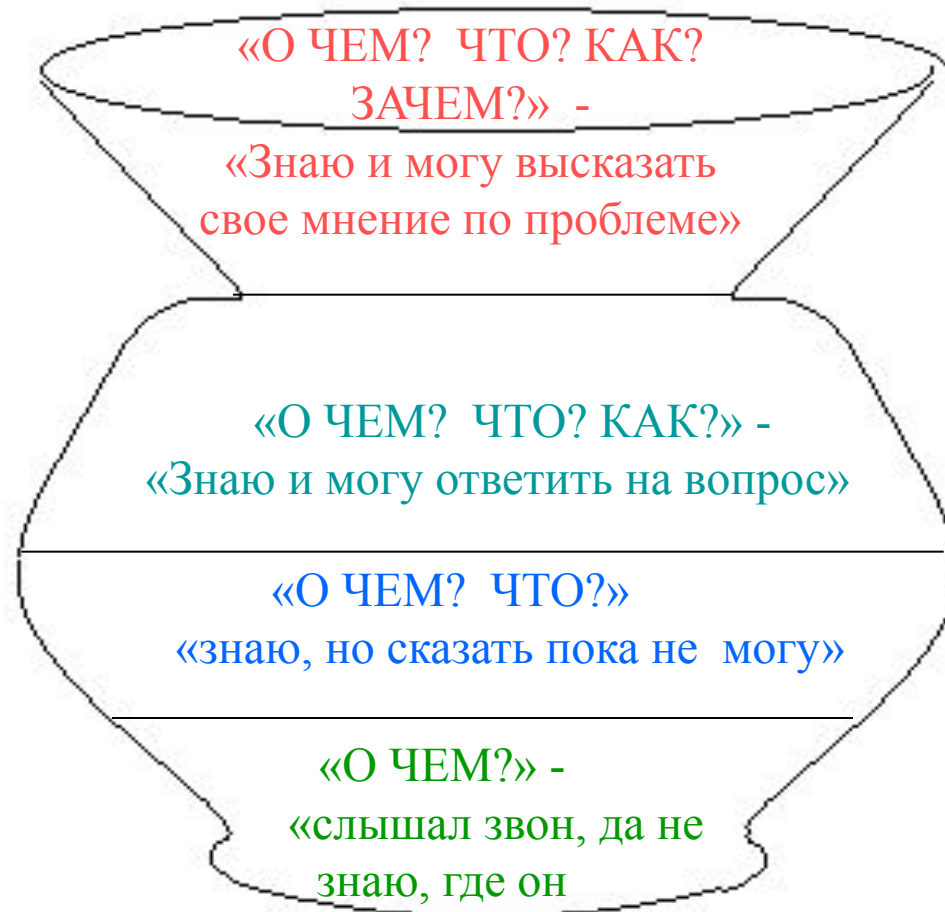 «О ЧЕМ? ЧТО? КАК?
ЗАЧЕМ?» -
«Знаю и могу высказать
свое мнение по проблеме»
«О ЧЕМ? ЧТО? КАК?» -
«Знаю и могу ответить на вопрос»
«О ЧЕМ? ЧТО?»
«знаю, но сказать пока не могу»
«О ЧЕМ?» -
«слышал звон, да не
знаю, где он